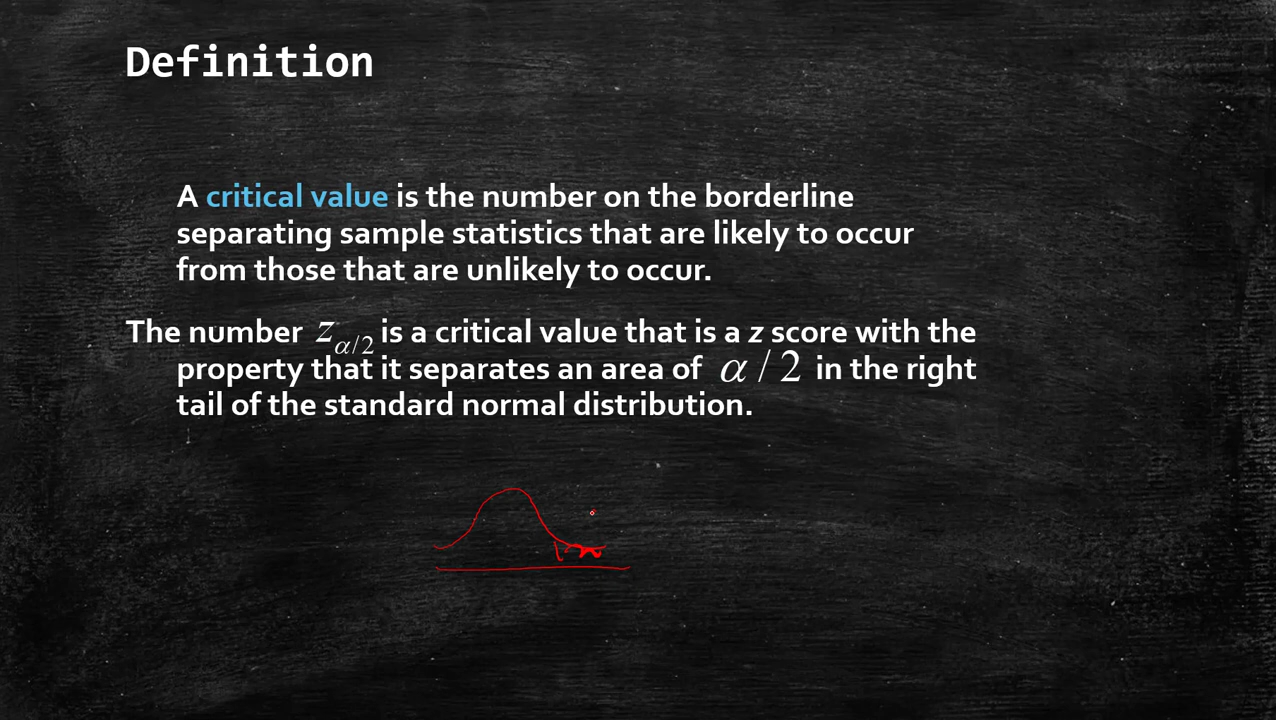 Definition
A critical value is the number on the borderline
separating sample statistics that are likely to occur
from those that are unlikely to occur.
The number z_{α/2} is a critical value that is a z score with the
property that it separates an area of α / 2 in the right
tail of the standard normal distribution.